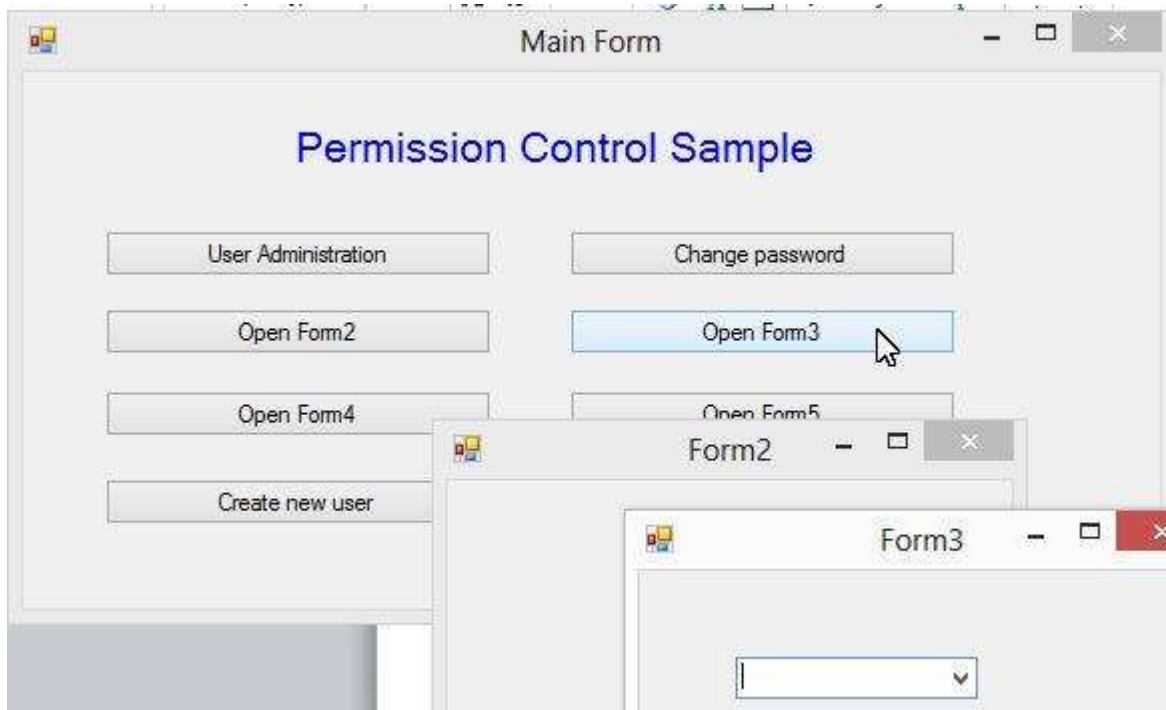 Main Form
Permission Control Sample
User Administration
Change password
Open Form2
Open Form3
Open Form4
Open Form5
Create new user
Form2
Form3